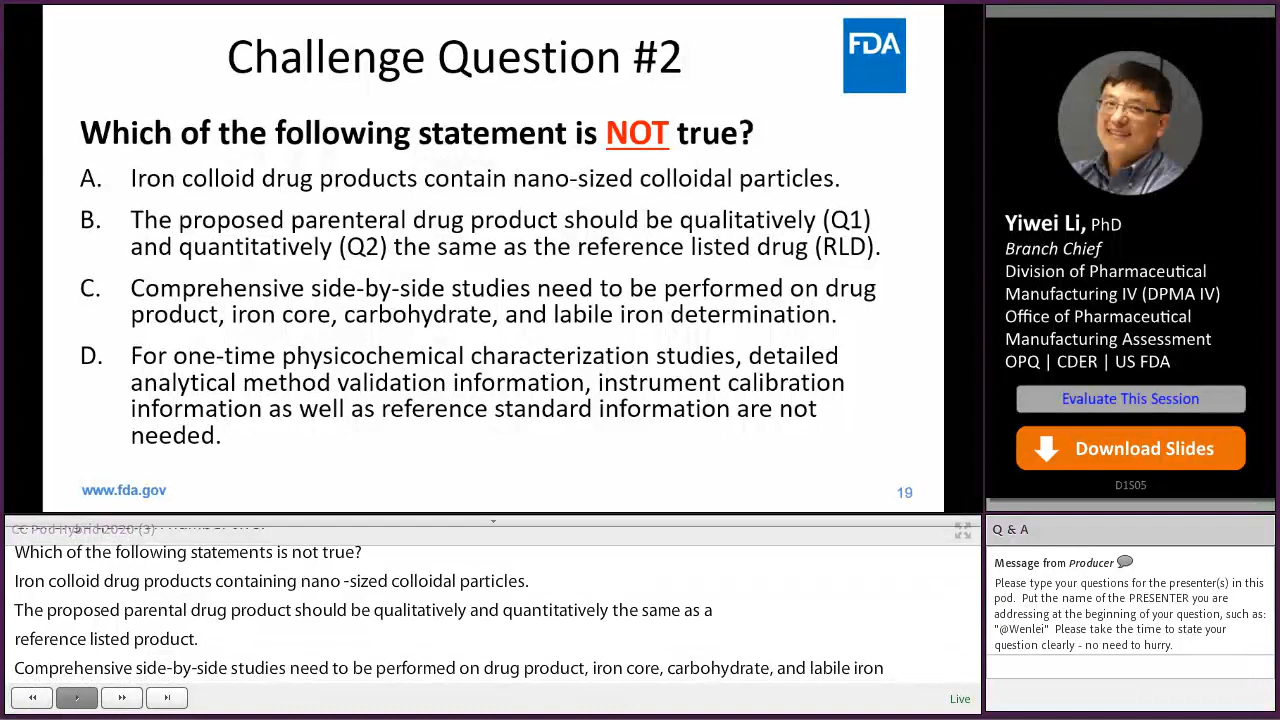 Challenge Question #2
FDA
Which of the following statement is NOT true?
A. Iron colloid drug products contain nano-sized colloidal particles.
B. The proposed parenteral drug product should be qualitatively (Q1)
and quantitatively (Q2) the same as the reference listed drug (RLD).
C. Comprehensive side-by-side studies need to be performed on drug
product, iron core, carbohydrate, and labile iron determination.
D. For one-time physicochemical characterization studies, detailed
analytical method validation information, instrument calibration
information as well as reference standard information are not
needed.
www.fda.gov
19
Yiwei Li, PhD
Branch Chief
Division of Pharmaceutical
Manufacturing IV (DPMA IV)
Office of Pharmaceutical
Manufacturing Assessment
OPQ | CDER | US FDA
Evaluate This Session
Download Slides
D1S05
CC Pod Hybrid 2020 (3)
Which of the following statements is not true?
Iron colloid drug products containing nano -sized colloidal particles.
The proposed parental drug product should be qualitatively and quantitatively the same as a
reference listed product.
Comprehensive side-by-side studies need to be performed on drug product, iron core, carbohydrate, and labile iron
Live
Q & A
Message from Producer
Please type your questions for the presenter(s) in this
pod. Put the name of the PRESENTER you are
addressing at the beginning of your question, such as:
"@Wenlei" Please take the time to state your
question clearly - no need to hurry.